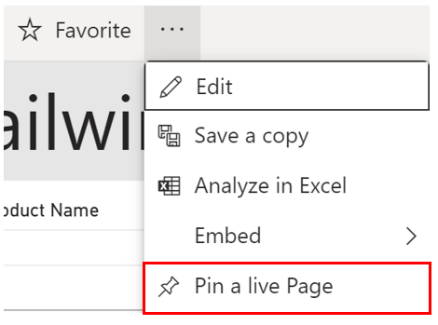 Favorite ...
Edit
ailwi
Save a copy
Analyze in Excel
oduct Name
Embed
Pin a live Page